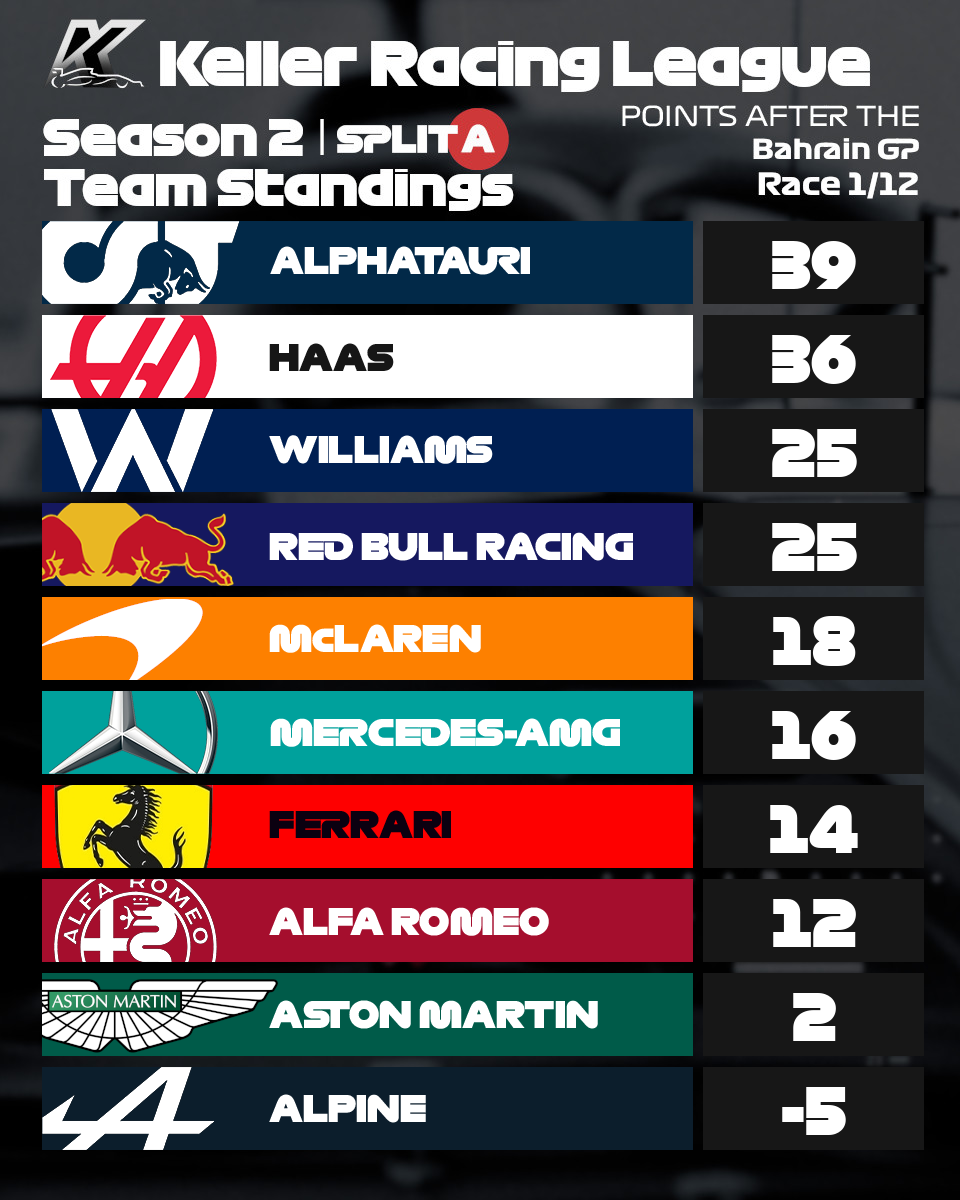 Keller Racing League
Season 2 | SPLIT A
Team Standings
POINTS AFTER THE
Bahrain GP
Race 1/12
ALPHATAURI 39
HAAS 36
WILLIAMS 25
RED BULL RACING 25
McLAREN 18
MERCEDES-AMG 16
FERRARI 14
ALFA ROMEO
ALFA ROMEO 12
ASTON MARTIN
ASTON MARTIN 2
ALPINE -5